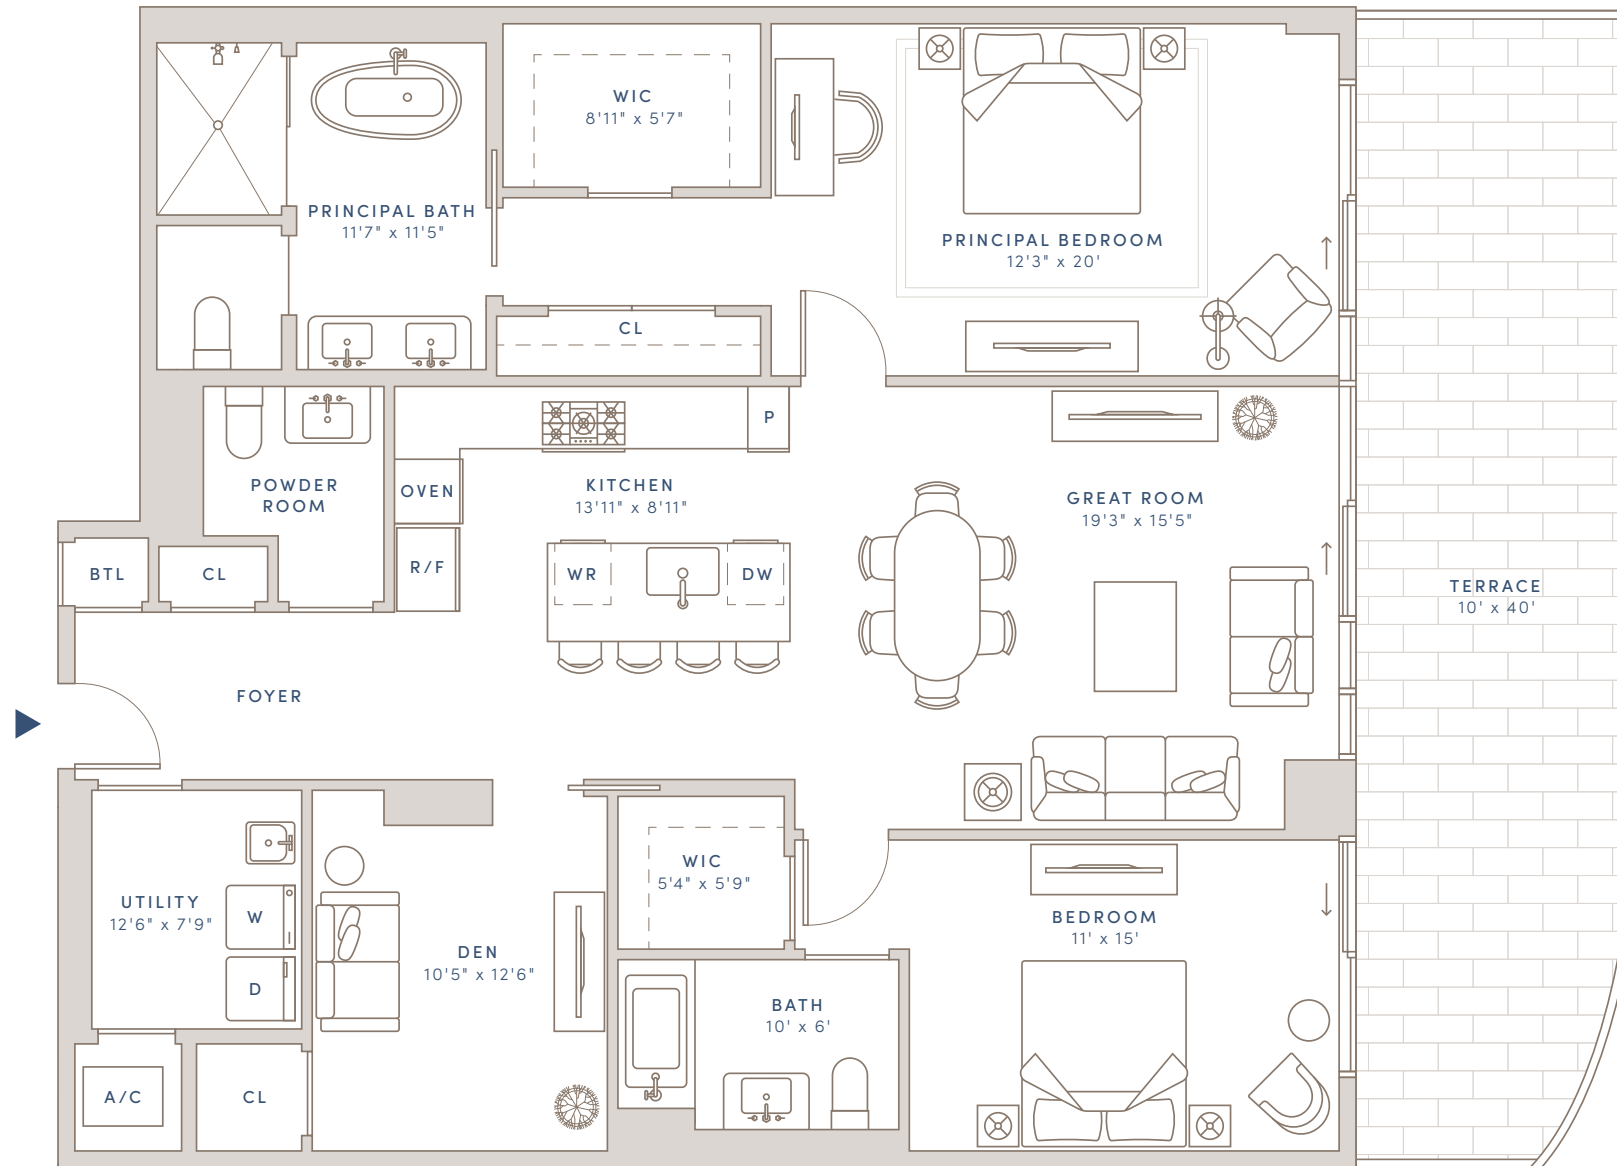 WIC
8'11" x 5'7"
PRINCIPAL BATH
11'7" x 11'5"
PRINCIPAL BEDROOM
12'3" x 20'
CL
P
POWDER
ROOM
OVEN
KITCHEN
13'11" x 8'11"
GREAT ROOM
19'3" x 15'5"
BTL
CL
R/F
WR
DW
TERRACE
10' x 40'
FOYER
WIC
5'4" x 5'9"
UTILITY
12'6" x 7'9"
W
D
DEN
10'5" x 12'6"
BEDROOM
11' x 15'
BATH
10' x 6'
A/C
CL